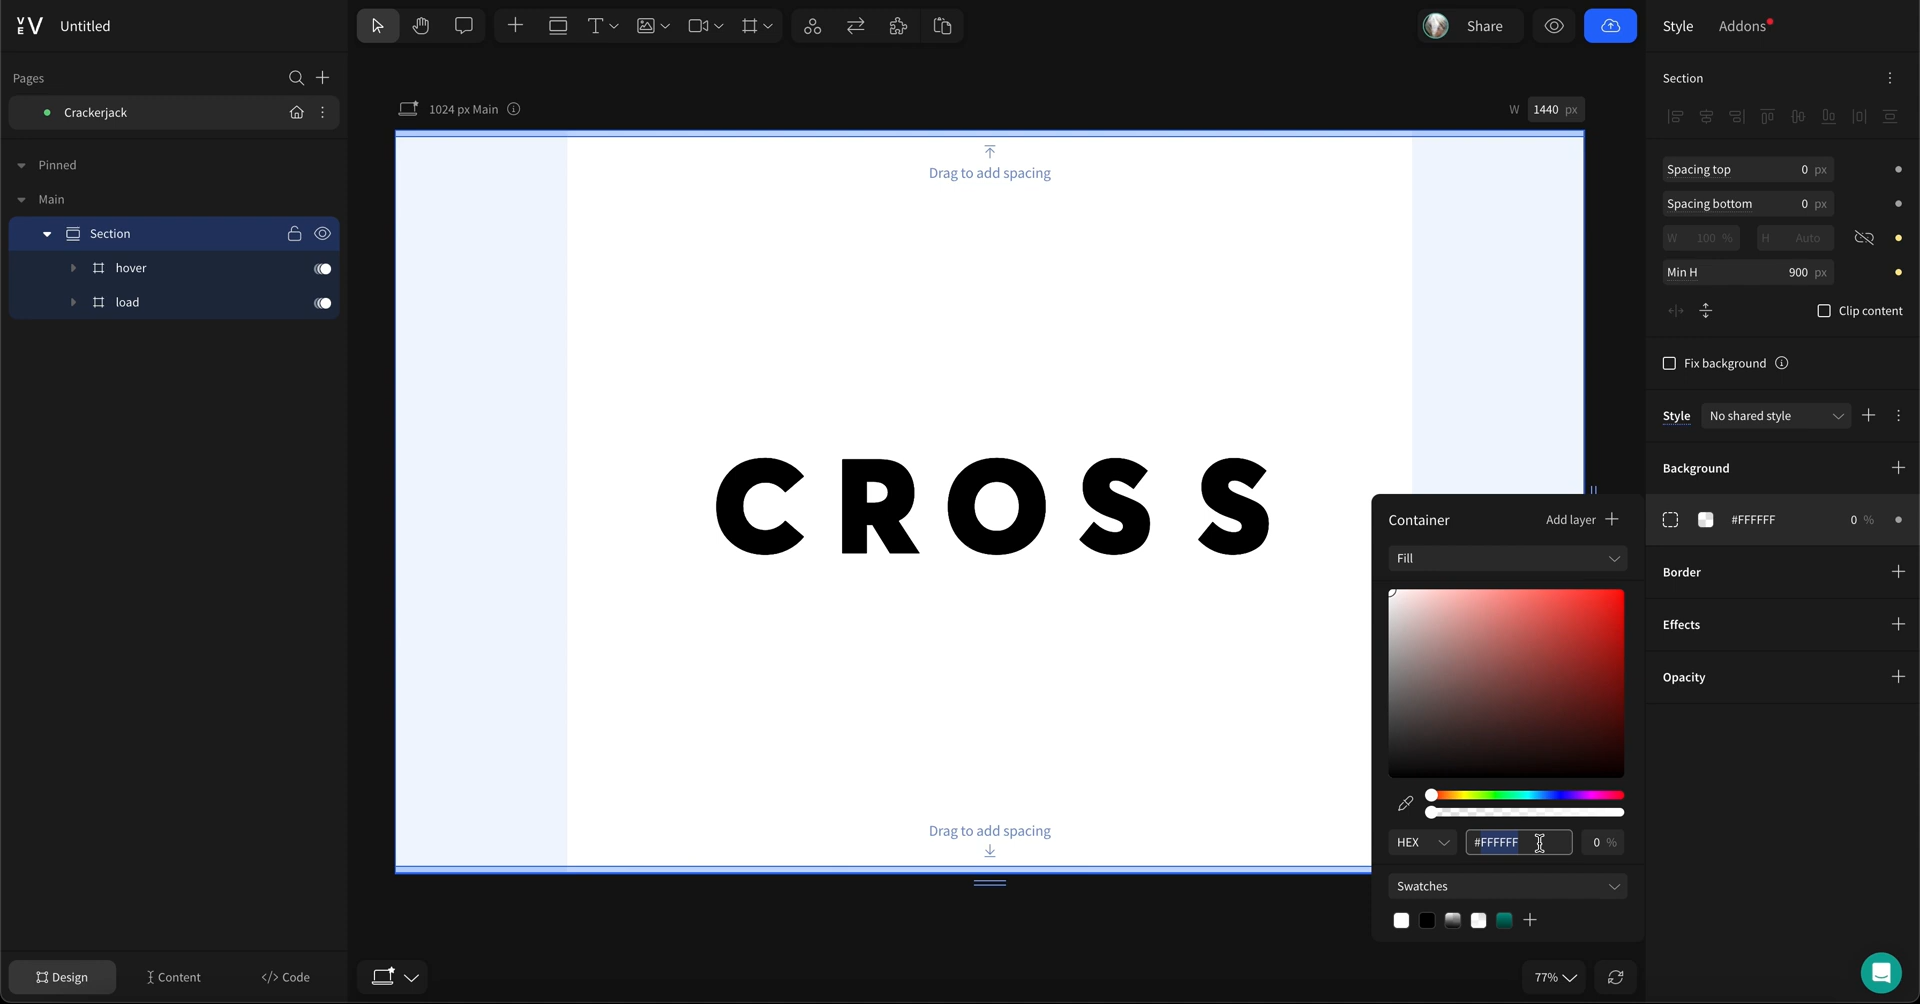 Untitled
Share
Style
Addons
Pages
Crackerjack
1024 px Main
W 1440 px
Section
Pinned
Main
Section
hover
load
Drag to add spacing
CROSS
Drag to add spacing
Spacing top 0 px
Spacing bottom 0 px
W 100 % H Auto
Min H 900 px
Clip content
Fix background
Style No shared style
Background
#FFFFFF 0 %
Border
Effects
Opacity
Container Add layer
Fill
HEX #FFFFFF 0 %
Swatches
Design
Content
</> Code
77%